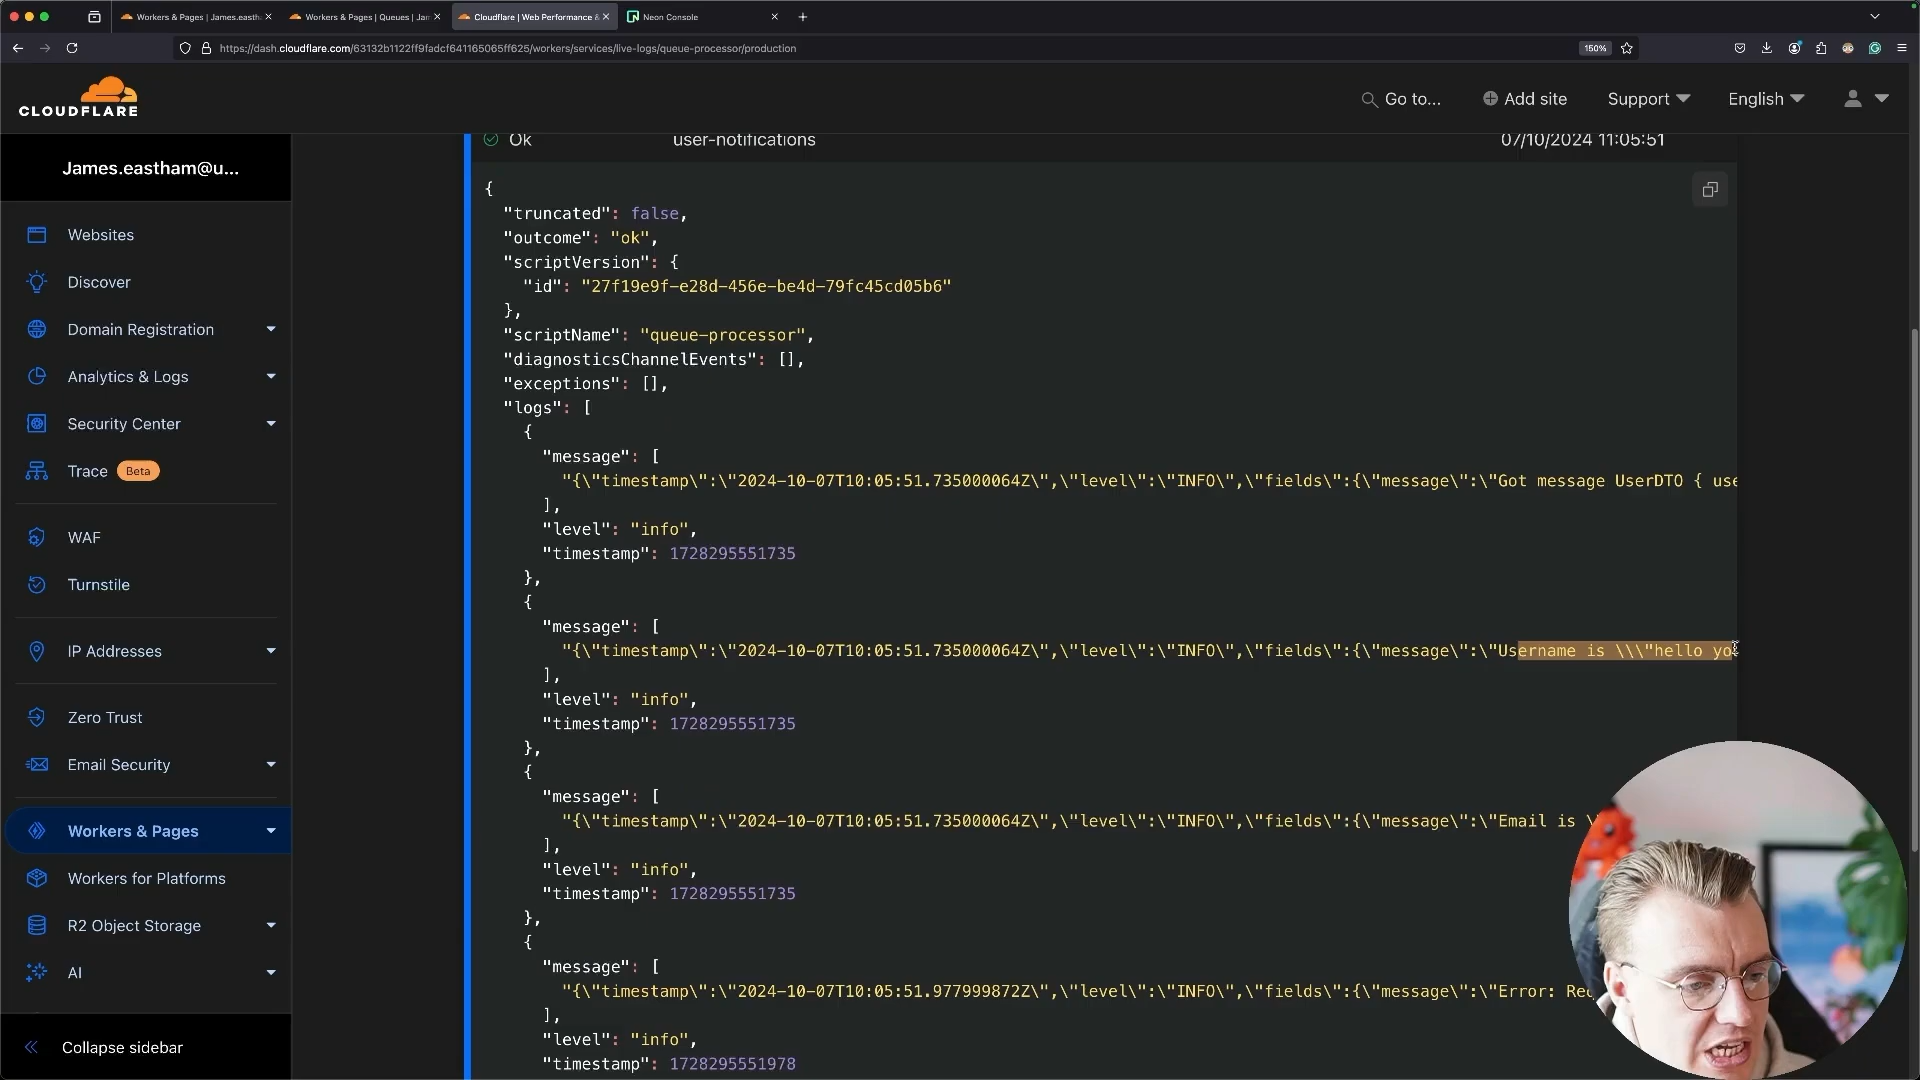 Workers & Pages | James.eastha
Workers & Pages | Queues | Jam
Cloudflare | Web Performance &
Neon Console
https://dash.cloudflare.com/63132b1122ff9fadcf641165065ff625/workers/services/live-logs/queue-processor/production
150%
CLOUDFLARE
Go to...
Add site
Support
English
James.eastham@u...
Websites
Discover
Domain Registration
Analytics & Logs
Security Center
Trace Beta
WAF
Turnstile
IP Addresses
Zero Trust
Email Security
Workers & Pages
Workers for Platforms
R2 Object Storage
AI
Collapse sidebar
Ok user-notifications 07/10/2024 11:05:51
{
"truncated": false,
"outcome": "ok",
"scriptVersion": {
"id": "27f19e9f-e28d-456e-be4d-79fc45cd05b6"
},
"scriptName": "queue-processor",
"diagnosticsChannelEvents": [],
"exceptions": [],
"logs": [
{
"message": [
"{\"timestamp\":\"2024-10-07T10:05:51.735000064Z\",\"level\":\"INFO\",\"fields\":{\"message\":\"Got message UserDTO { use
],
"level": "info",
"timestamp": 1728295551735
},
{
"message": [
"{\"timestamp\":\"2024-10-07T10:05:51.735000064Z\",\"level\":\"INFO\",\"fields\":{\"message\":\"Username is \\\"hello yo
],
"level": "info",
"timestamp": 1728295551735
},
{
"message": [
"{\"timestamp\":\"2024-10-07T10:05:51.735000064Z\",\"level\":\"INFO\",\"fields\":{\"message\":\"Email is \
],
"level": "info",
"timestamp": 1728295551735
},
{
"message": [
"{\"timestamp\":\"2024-10-07T10:05:51.977999872Z\",\"level\":\"INFO\",\"fields\":{\"message\":\"Error: Rec
],
"level": "info",
"timestamp": 1728295551978